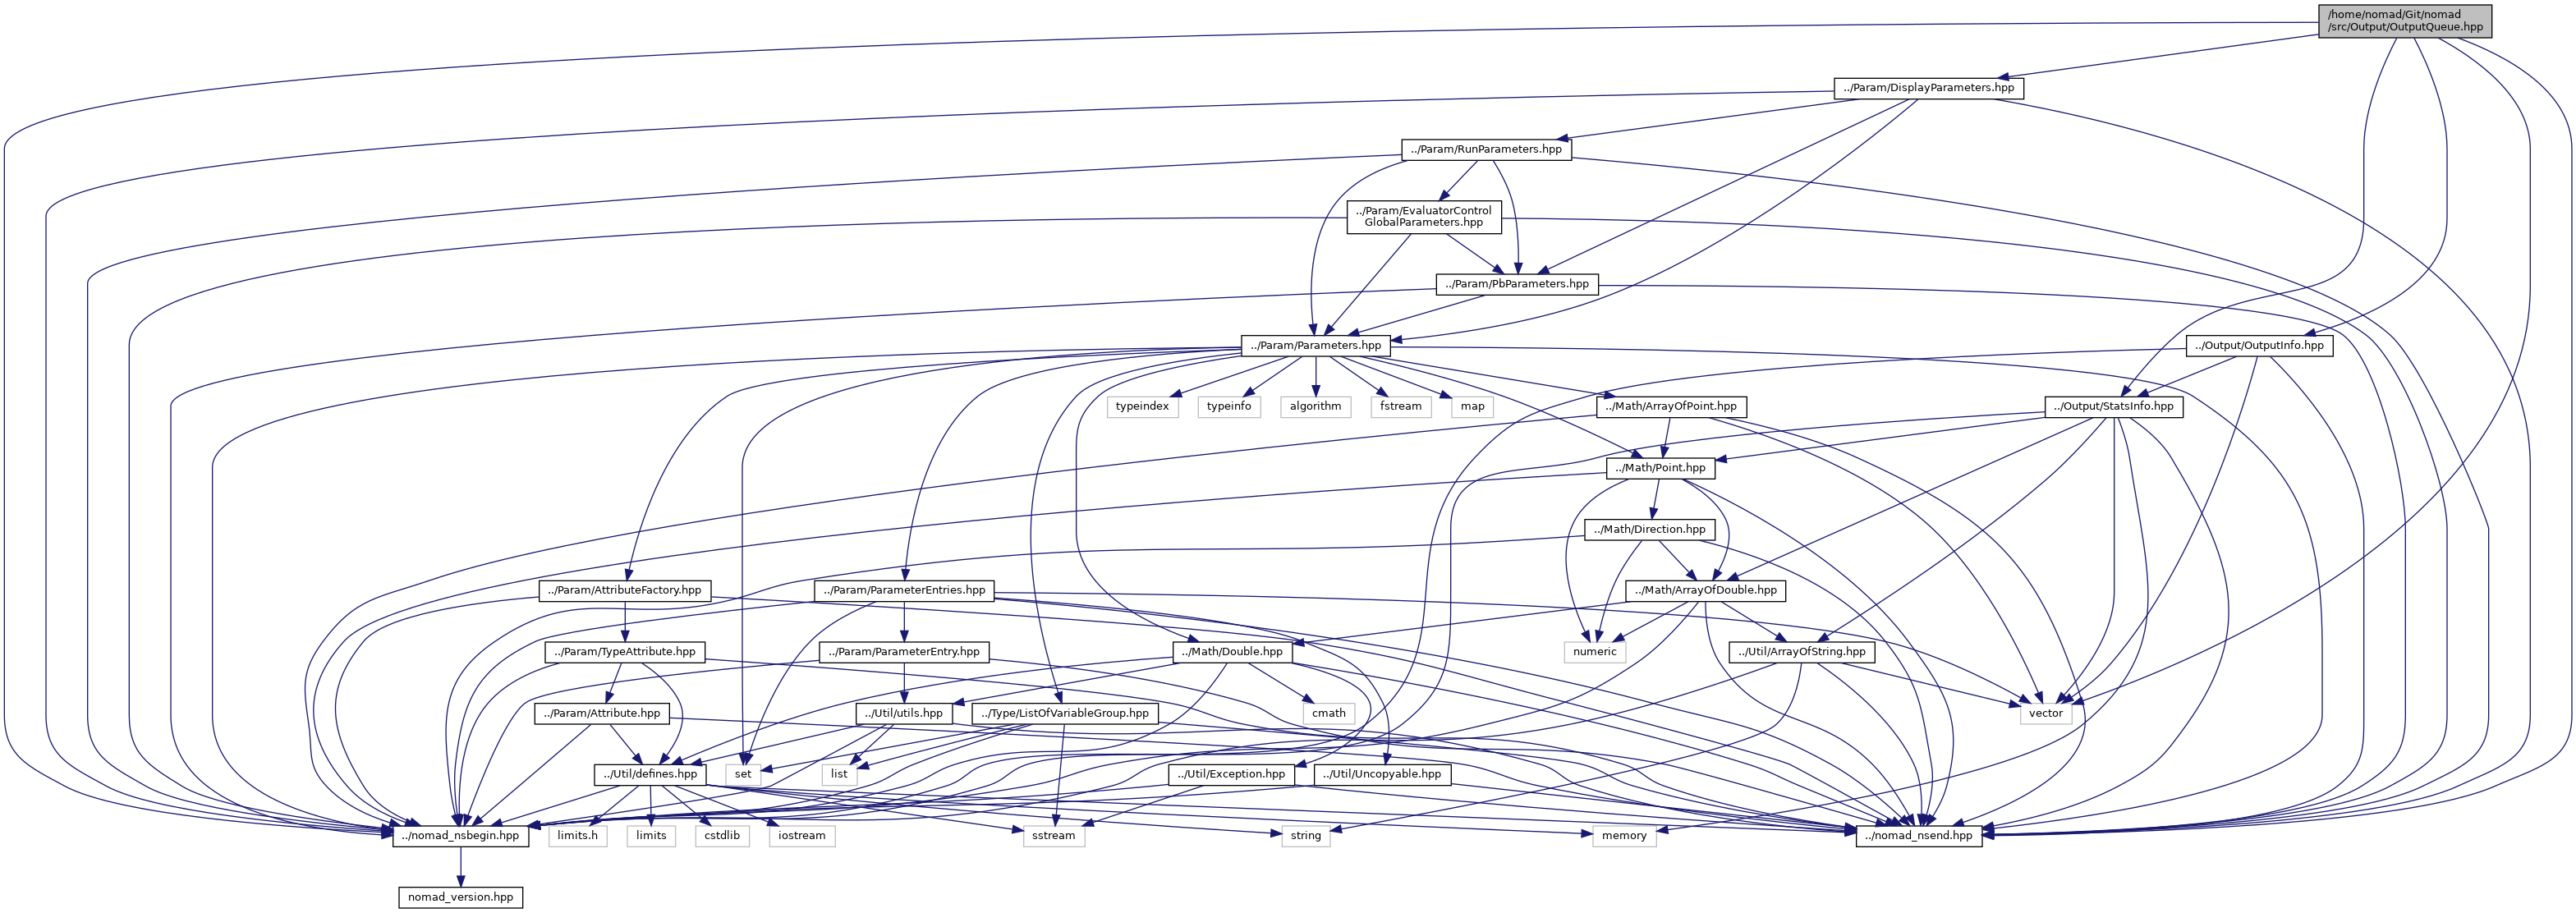 /home/nomad/Git/nomad
/src/Output/OutputQueue.hpp
../Param/DisplayParameters.hpp
../Param/RunParameters.hpp
../Param/EvaluatorControl
GlobalParameters.hpp
../Param/PbParameters.hpp
../Param/Parameters.hpp
../Output/OutputInfo.hpp
typeindex
typeinfo
algorithm
fstream
map
../Math/ArrayOfPoint.hpp
../Output/StatsInfo.hpp
../Math/Point.hpp
../Math/Direction.hpp
../Param/AttributeFactory.hpp
../Param/ParameterEntries.hpp
../Math/ArrayOfDouble.hpp
../Param/TypeAttribute.hpp
../Param/ParameterEntry.hpp
../Math/Double.hpp
numeric
../Util/ArrayOfString.hpp
../Param/Attribute.hpp
../Util/utils.hpp
../Type/ListOfVariableGroup.hpp
cmath
vector
../Util/defines.hpp
set
list
../Util/Exception.hpp
../Util/Uncopyable.hpp
../nomad_nsbegin.hpp
limits.h
limits
cstdlib
iostream
sstream
string
memory
../nomad_nsend.hpp
nomad_version.hpp